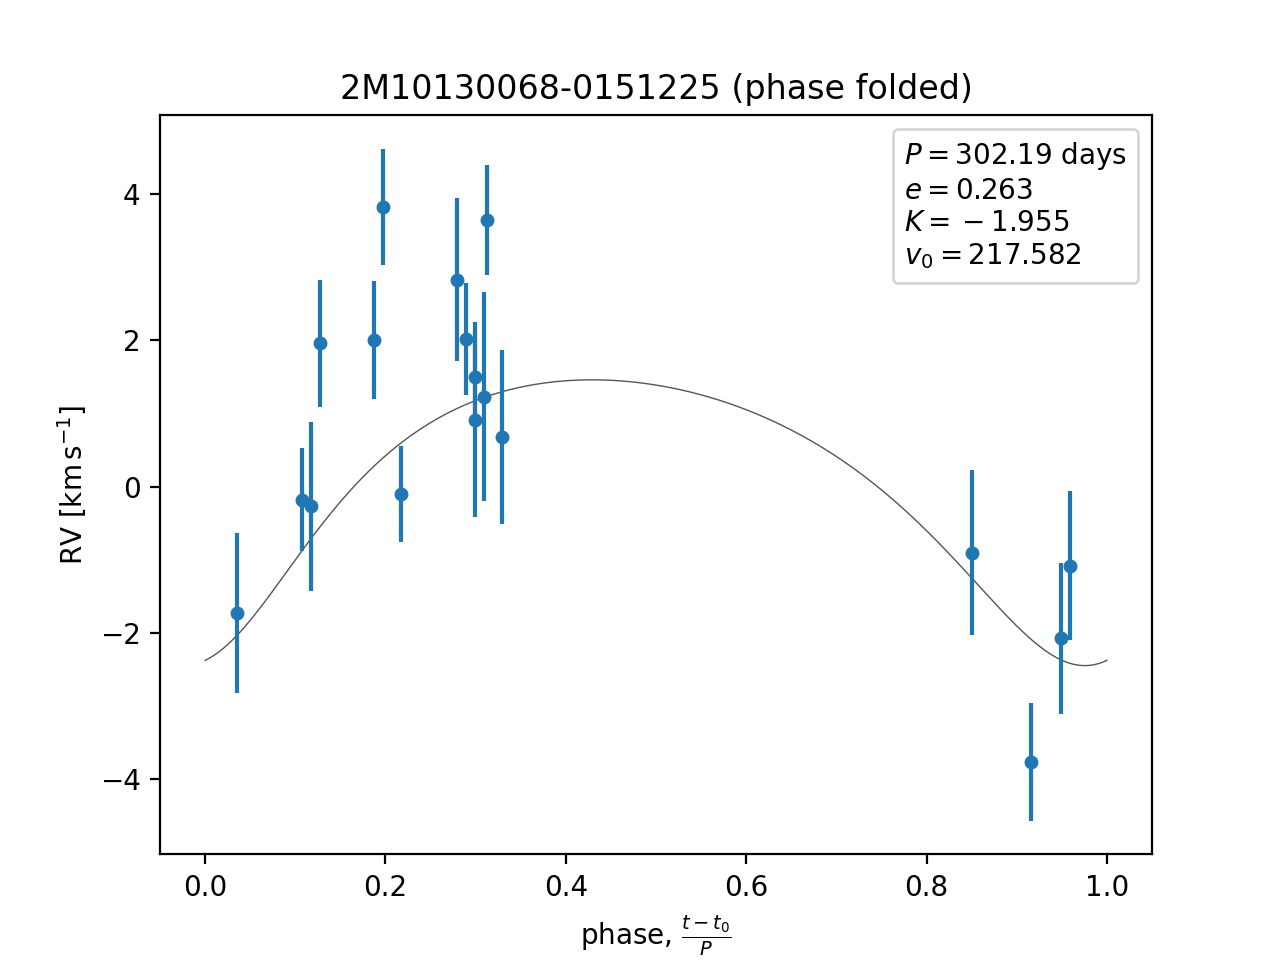 2M10130068-0151225 (phase folded)
P = 302.19 days
e = 0.263
K = −1.955
v₀ = 217.582
4
2
0
−2
−4
RV [km s⁻¹]
0.0 0.2 0.4 0.6 0.8 1.0
phase, (t − t₀)/P